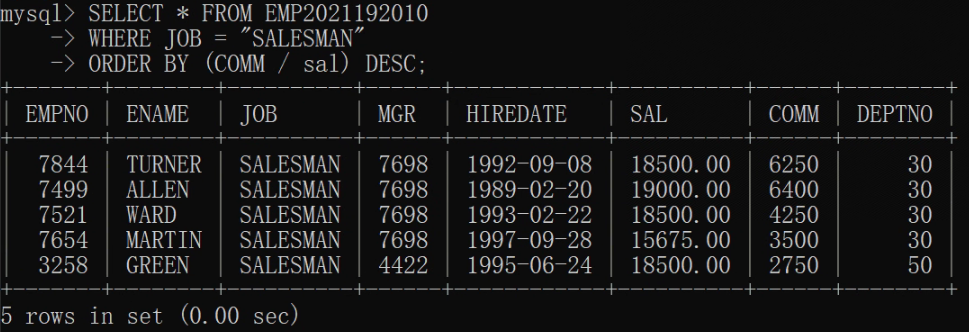 mysql> SELECT * FROM EMP2021192010
    -> WHERE JOB = "SALESMAN"
    -> ORDER BY (COMM / sal) DESC;
+-------+--------+----------+------+------------+----------+------+--------+
| EMPNO | ENAME  | JOB      | MGR  | HIREDATE   | SAL      | COMM | DEPTNO |
+-------+--------+----------+------+------------+----------+------+--------+
|  7844 | TURNER | SALESMAN | 7698 | 1992-09-08 | 18500.00 | 6250 |     30 |
|  7499 | ALLEN  | SALESMAN | 7698 | 1989-02-20 | 19000.00 | 6400 |     30 |
|  7521 | WARD   | SALESMAN | 7698 | 1993-02-22 | 18500.00 | 4250 |     30 |
|  7654 | MARTIN | SALESMAN | 7698 | 1997-09-28 | 15675.00 | 3500 |     30 |
|  3258 | GREEN  | SALESMAN | 4422 | 1995-06-24 | 18500.00 | 2750 |     50 |
+-------+--------+----------+------+------------+----------+------+--------+
5 rows in set (0.00 sec)